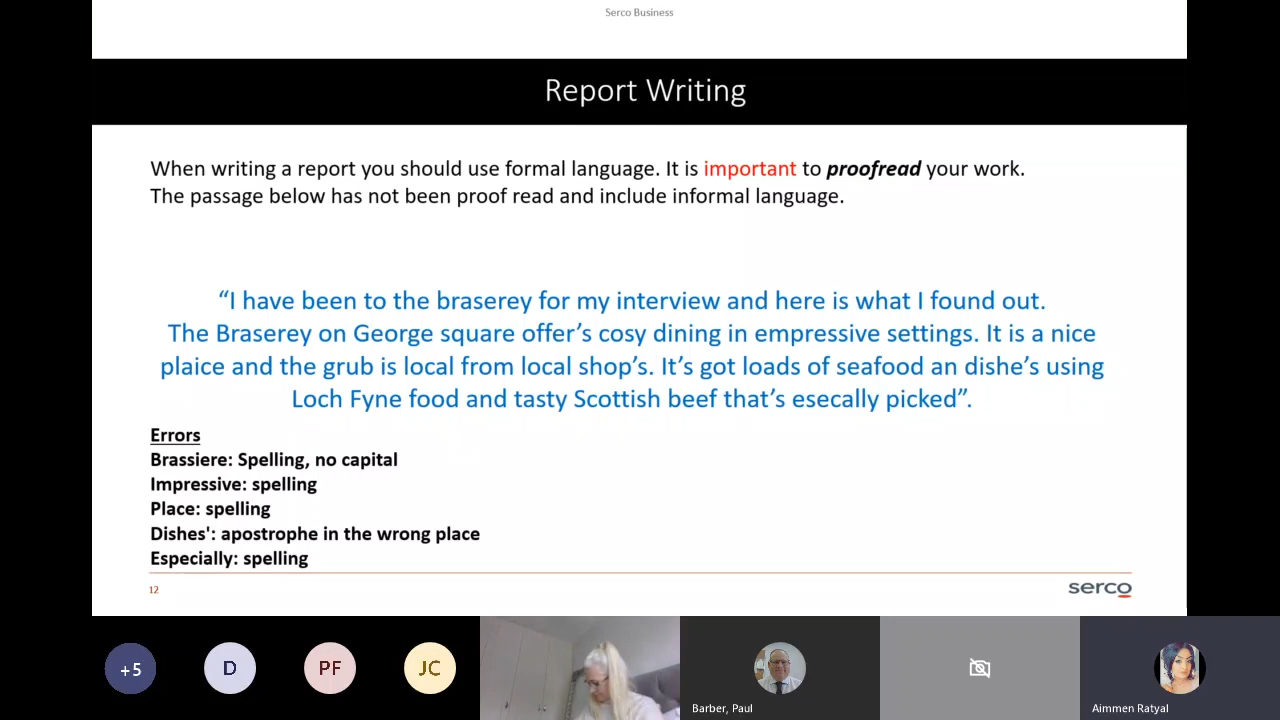 Serco Business
Report Writing
When writing a report you should use formal language. It is important to proofread your work.
The passage below has not been proof read and include informal language.
“I have been to the braserey for my interview and here is what I found out.
The Braserey on George square offer’s cosy dining in empressive settings. It is a nice
plaice and the grub is local from local shop’s. It’s got loads of seafood an dishe’s using
Loch Fyne food and tasty Scottish beef that’s esecally picked”.
Errors
Brassiere: Spelling, no capital
Impressive: spelling
Place: spelling
Dishes': apostrophe in the wrong place
Especially: spelling
12
serco
+5
D
PF
JC
Barber, Paul
Aimmen Ratyal